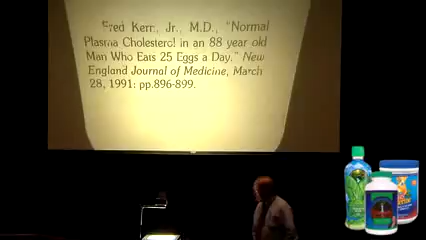 Fred Kern, Jr., M.D., "Normal
Plasma Cholesterol in an 88 year old
Man Who Eats 25 Eggs a Day." New
England Journal of Medicine, March
28, 1991: pp.896-899.